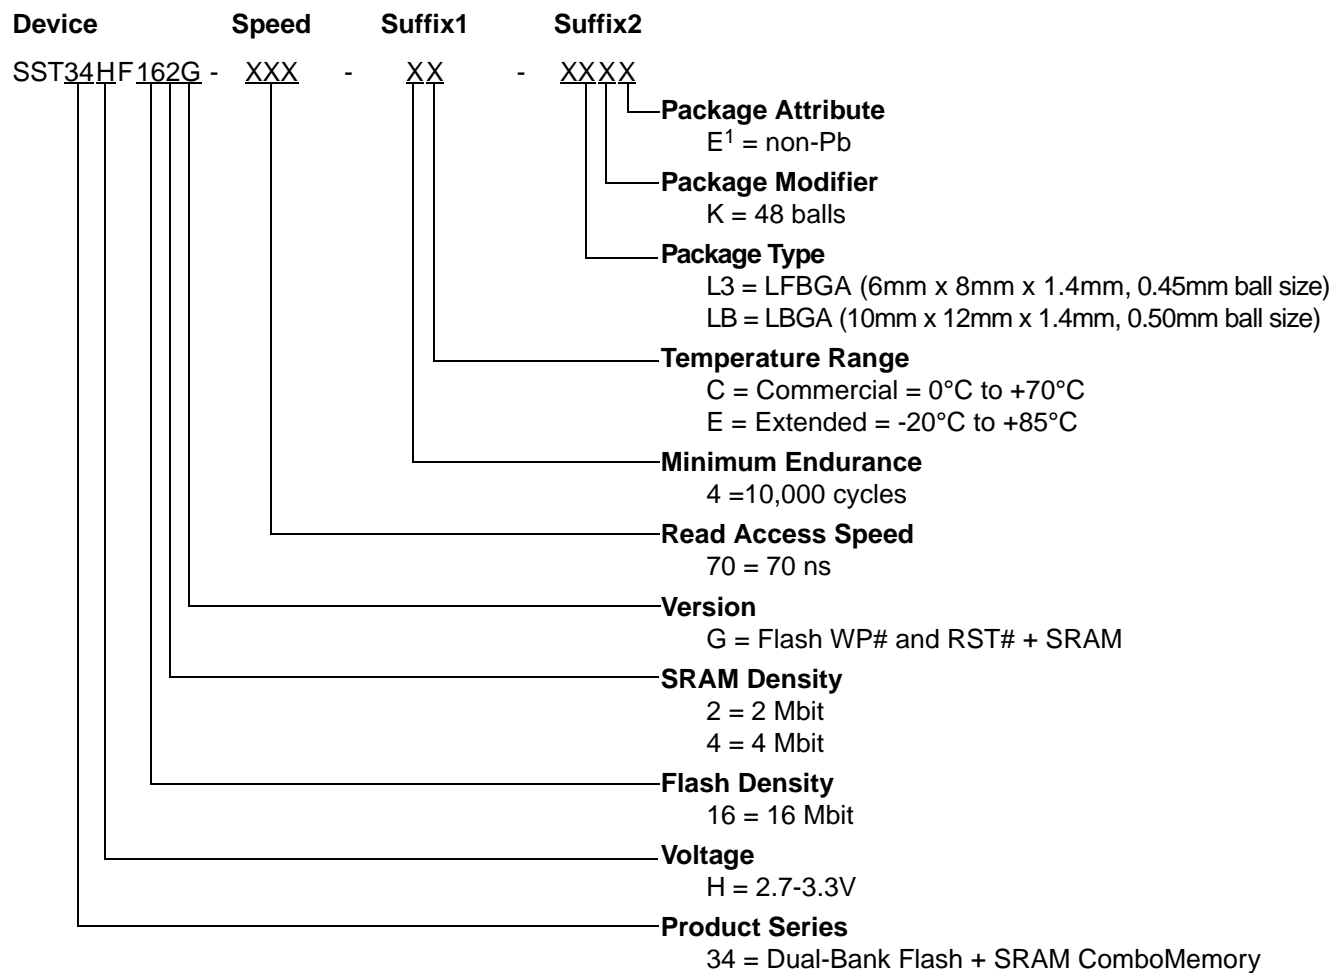 Device Speed Suffix1 Suffix2
SST34HF162G - XXX - XX - XXXX
Package Attribute
E1 = non-Pb
Package Modifier
K = 48 balls
Package Type
L3 = LFBGA (6mm x 8mm x 1.4mm, 0.45mm ball size)
LB = LBGA (10mm x 12mm x 1.4mm, 0.50mm ball size)
Temperature Range
C = Commercial = 0°C to +70°C
E = Extended = -20°C to +85°C
Minimum Endurance
4 =10,000 cycles
Read Access Speed
70 = 70 ns
Version
G = Flash WP# and RST# + SRAM
SRAM Density
2 = 2 Mbit
4 = 4 Mbit
Flash Density
16 = 16 Mbit
Voltage
H = 2.7-3.3V
Product Series
34 = Dual-Bank Flash + SRAM ComboMemory